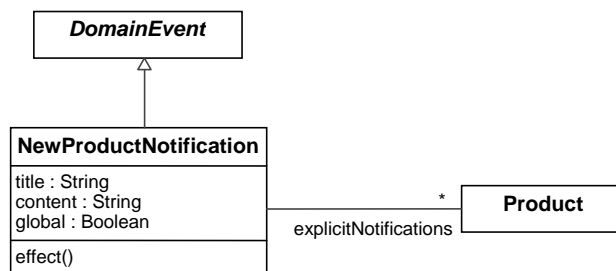 DomainEvent
NewProductNotification
title : String
content : String
global : Boolean
effect()
*
explicitNotifications
Product